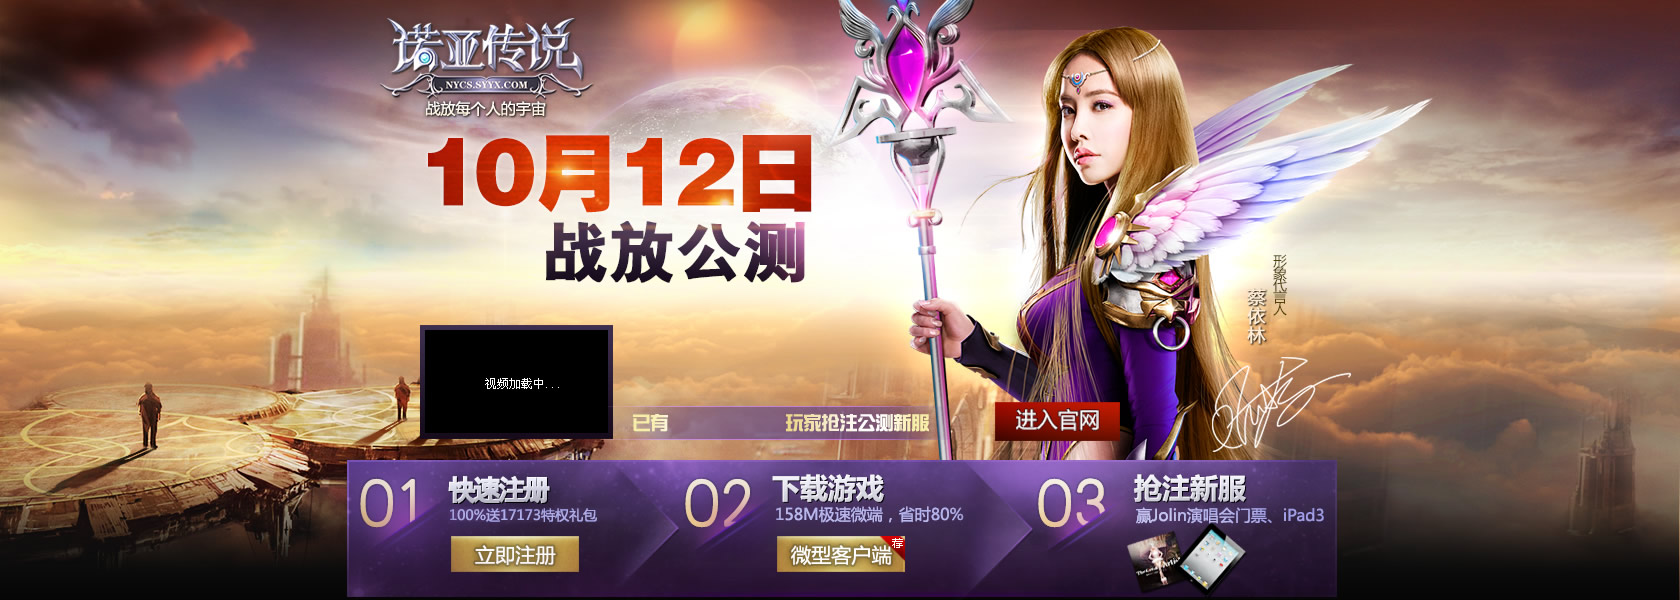 诺亚传说
NYCS.SYYX.COM
战放每个人的宇宙
10月12日
战放公测
形象代言人
蔡依林
视频加载中...
已有 玩家抢注公测新服
进入官网
01 快速注册
100%送17173特权礼包
立即注册
02 下载游戏
158M极速微端，省时80%
微型客户端
荐
03 抢注新服
赢Jolin演唱会门票、iPad3